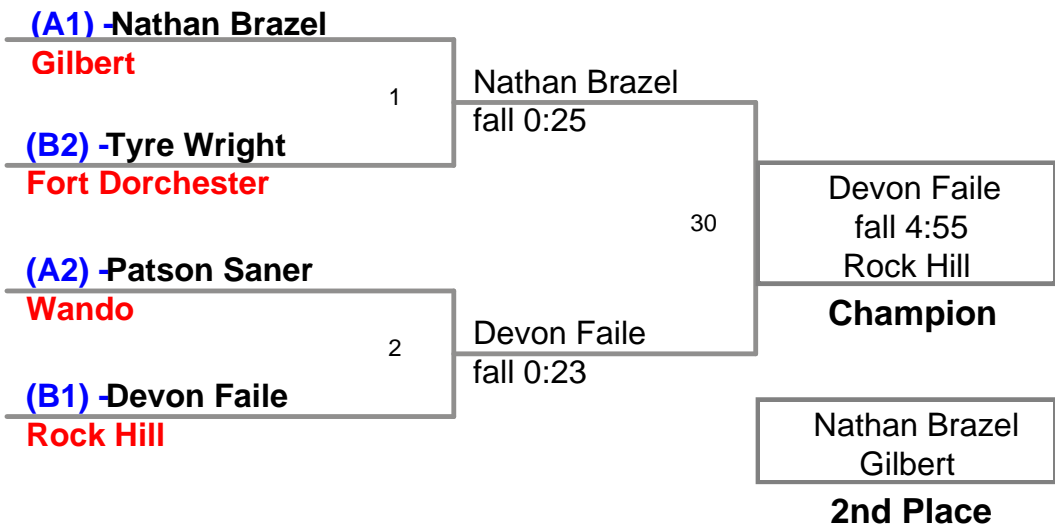 (A1) -Nathan Brazel
Gilbert
1
Nathan Brazel
fall 0:25
(B2) -Tyre Wright
Fort Dorchester
30
Devon Faile
fall 4:55
Rock Hill
Champion
(A2) -Patson Saner
Wando
2
Devon Faile
fall 0:23
(B1) -Devon Faile
Rock Hill
Nathan Brazel
Gilbert
2nd Place